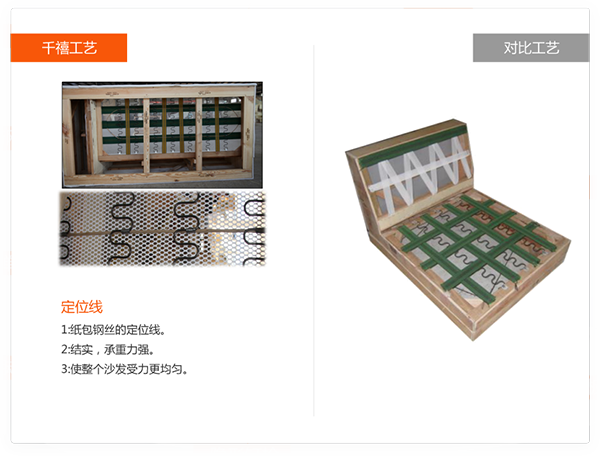 千禧工艺
对比工艺
定位线
1:纸包钢丝的定位线。
2:结实，承重力强。
3:使整个沙发受力更均匀。